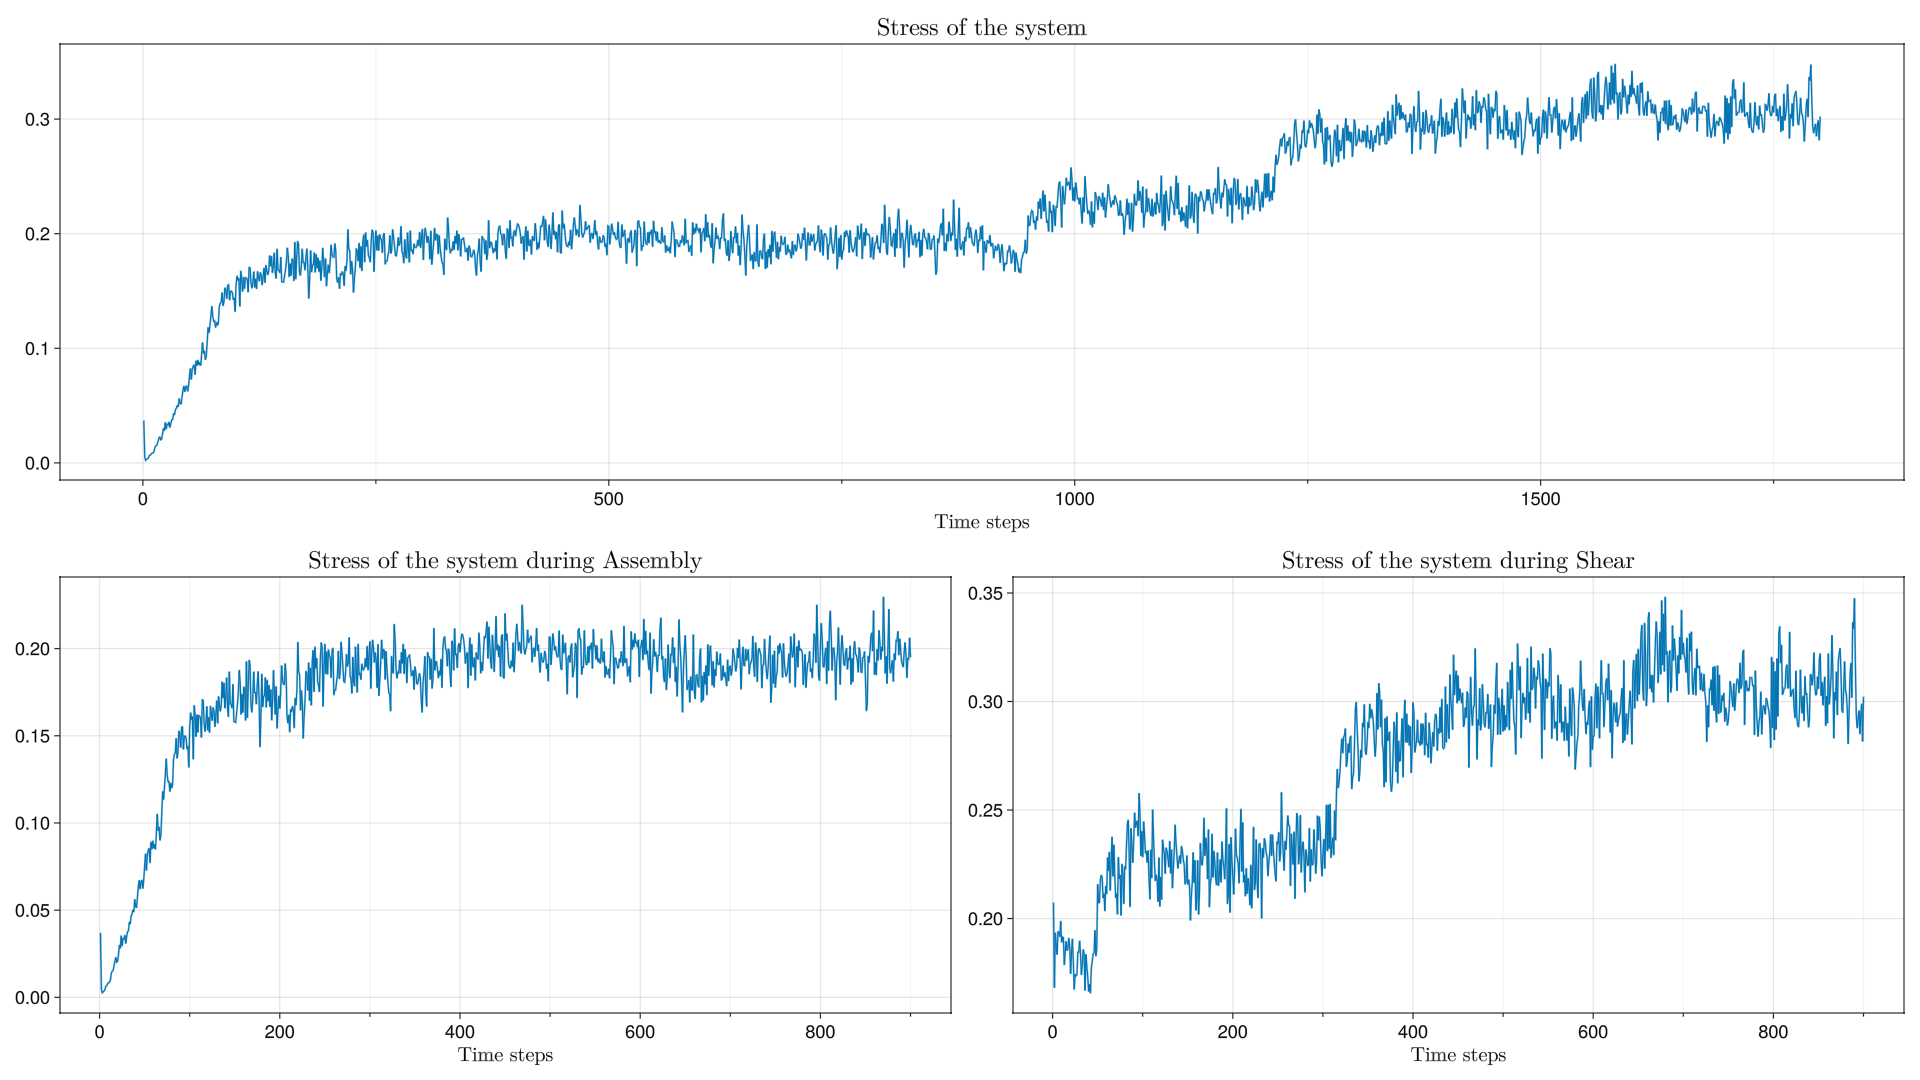 Stress of the system
0.3
0.2
0.1
0.0
0 500 1000 1500
Time steps
Stress of the system during Assembly
0.20
0.15
0.10
0.05
0.00
0 200 400 600 800
Time steps
Stress of the system during Shear
0.35
0.30
0.25
0.20
0 200 400 600 800
Time steps